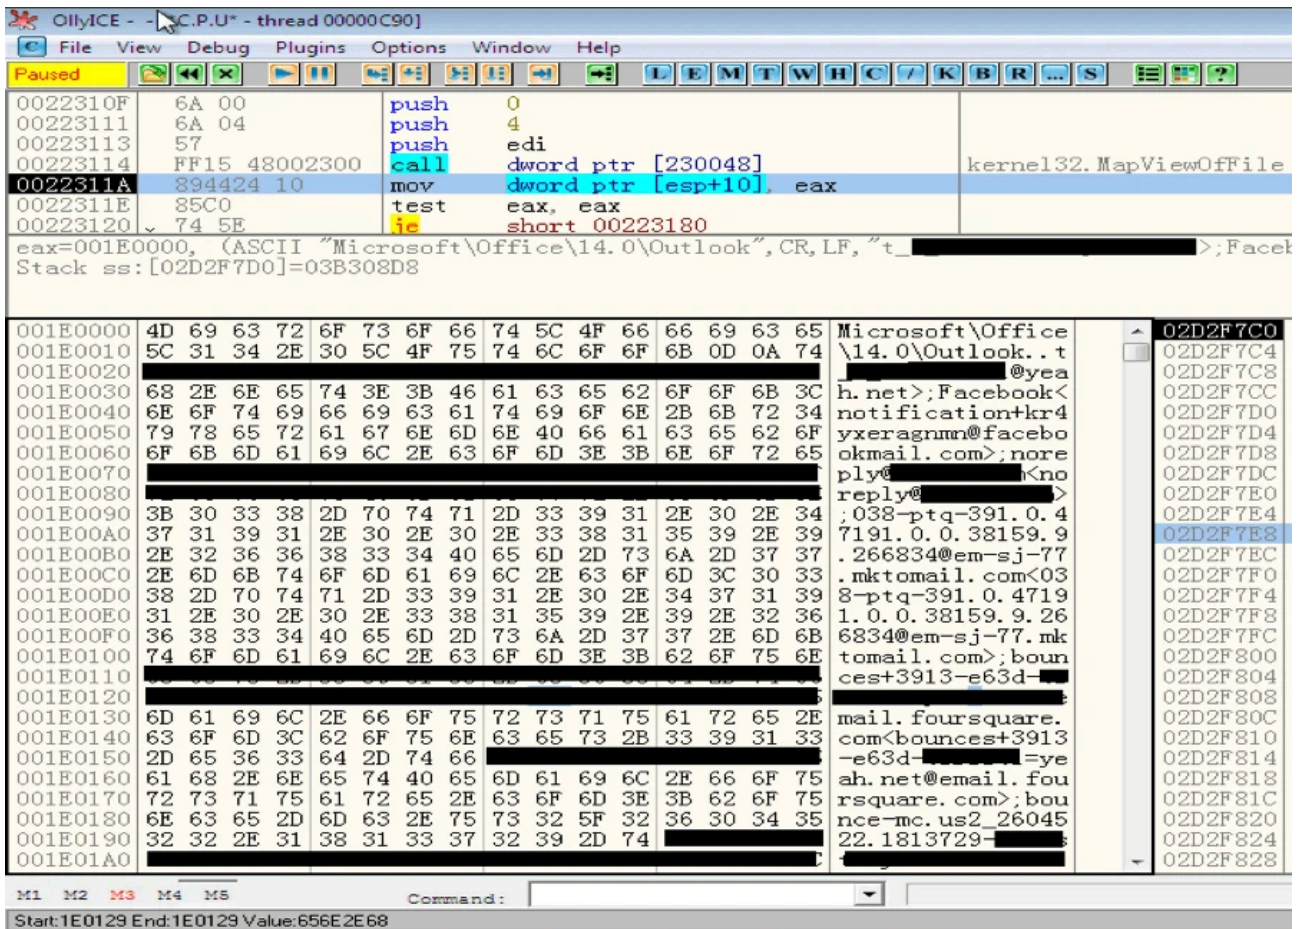 OllyICE - - C.P.U* - thread 00000C90]
C File View Debug Plugins Options Window Help
Paused L E M T W H C / K B R ... S ?
0022310F 6A 00 push 0
00223111 6A 04 push 4
00223113 57 push edi
00223114 FF15 48002300 call dword ptr [230048] kernel32.MapViewOfFile
0022311A 894424 10 mov dword ptr [esp+10], eax
0022311E 85C0 test eax, eax
00223120 74 5E je short 00223180
eax=001E0000, (ASCII "Microsoft\Office\14.0\Outlook",CR,LF,"t_ >;Faceb
Stack ss:[02D2F7D0]=03B308D8
001E0000 4D 69 63 72 6F 73 6F 66 74 5C 4F 66 66 69 63 65 Microsoft\Office 02D2F7C0
001E0010 5C 31 34 2E 30 5C 4F 75 74 6C 6F 6F 6B 0D 0A 74 \14.0\Outlook..t 02D2F7C4
001E0020 @yea 02D2F7C8
001E0030 68 2E 6E 65 74 3E 3B 46 61 63 65 62 6F 6F 6B 3C h.net>;Facebook< 02D2F7CC
001E0040 6E 6F 74 69 66 69 63 61 74 69 6F 6E 2B 6B 72 34 notification+kr4 02D2F7D0
001E0050 79 78 65 72 61 67 6E 6D 6E 40 66 61 63 65 62 6F yxeragnmn@facebo 02D2F7D4
001E0060 6F 6B 6D 61 69 6C 2E 63 6F 6D 3E 3B 6E 6F 72 65 okmail.com>;nore 02D2F7D8
001E0070 ply@ <no 02D2F7DC
001E0080 reply@ > 02D2F7E0
001E0090 3B 30 33 38 2D 70 74 71 2D 33 39 31 2E 30 2E 34 ;038-ptq-391.0.4 02D2F7E4
001E00A0 37 31 39 31 2E 30 2E 30 2E 33 38 31 35 39 2E 39 7191.0.0.38159.9 02D2F7E8
001E00B0 2E 32 36 36 38 33 34 40 65 6D 2D 73 6A 2D 37 37 .266834@em-sj-77 02D2F7EC
001E00C0 2E 6D 6B 74 6F 6D 61 69 6C 2E 63 6F 6D 3C 30 33 .mktomail.com<03 02D2F7F0
001E00D0 38 2D 70 74 71 2D 33 39 31 2E 30 2E 34 37 31 39 8-ptq-391.0.4719 02D2F7F4
001E00E0 31 2E 30 2E 30 2E 33 38 31 35 39 2E 39 2E 32 36 1.0.0.38159.9.26 02D2F7F8
001E00F0 36 38 33 34 40 65 6D 2D 73 6A 2D 37 37 2E 6D 6B 6834@em-sj-77.mk 02D2F7FC
001E0100 74 6F 6D 61 69 6C 2E 63 6F 6D 3E 3B 62 6F 75 6E tomail.com>;boun 02D2F800
001E0110 ces+3913-e63d- 02D2F804
001E0120 02D2F808
001E0130 6D 61 69 6C 2E 66 6F 75 72 73 71 75 61 72 65 2E mail.foursquare. 02D2F80C
001E0140 63 6F 6D 3C 62 6F 75 6E 63 65 73 2B 33 39 31 33 com<bounces+3913 02D2F810
001E0150 2D 65 36 33 64 2D 74 66 -e63d- =ye 02D2F814
001E0160 61 68 2E 6E 65 74 40 65 6D 61 69 6C 2E 66 6F 75 ah.net@email.fou 02D2F818
001E0170 72 73 71 75 61 72 65 2E 63 6F 6D 3E 3B 62 6F 75 rsquare.com>;bou 02D2F81C
001E0180 6E 63 65 2D 6D 63 2E 75 73 32 5F 32 36 30 34 35 nce-mc.us2_26045 02D2F820
001E0190 32 32 2E 31 38 31 33 37 32 39 2D 74 22.1813729- 02D2F824
001E01A0 02D2F828
M1 M2 M3 M4 M5 Command:
Start:1E0129 End:1E0129 Value:656E2E68